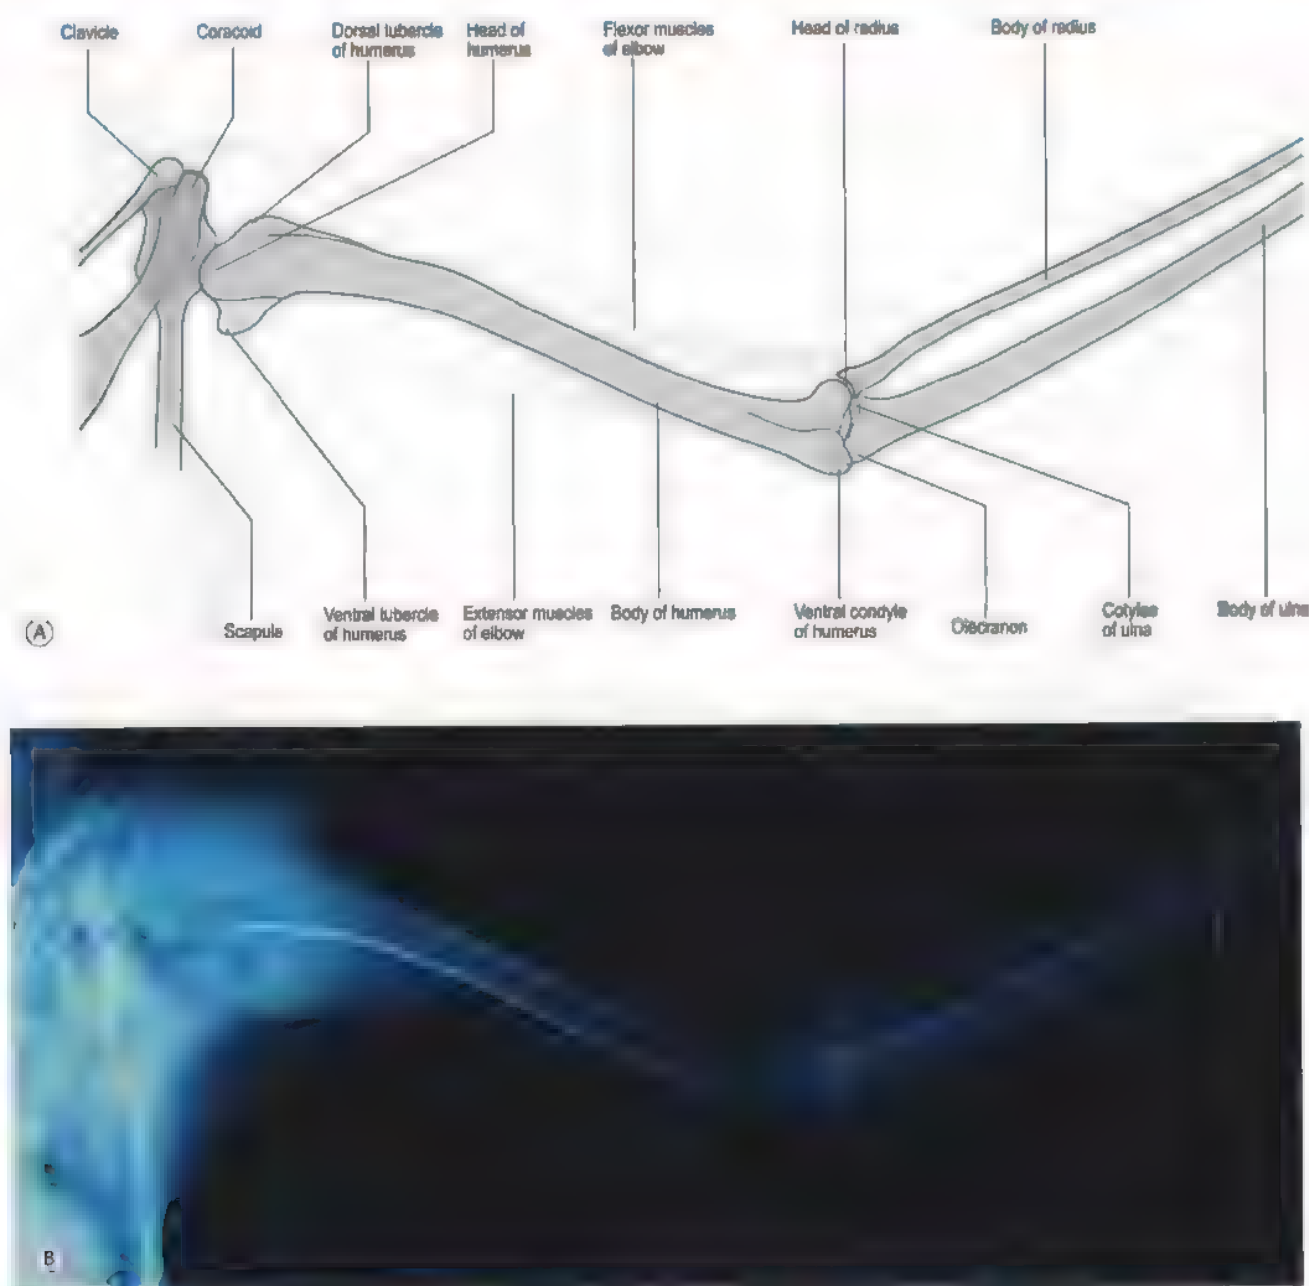 Clavicle
Coracoid
Dorsal tubercle
of humerus
Head of
humerus
Flexor muscles
of elbow
Head of radius
Body of radius
Scapula
Ventral tubercle
of humerus
Extensor muscles
of elbow
Body of humerus
Ventral condyle
of humerus
Olecranon
Cotyles
of ulna
Body of ulna
(A)
B